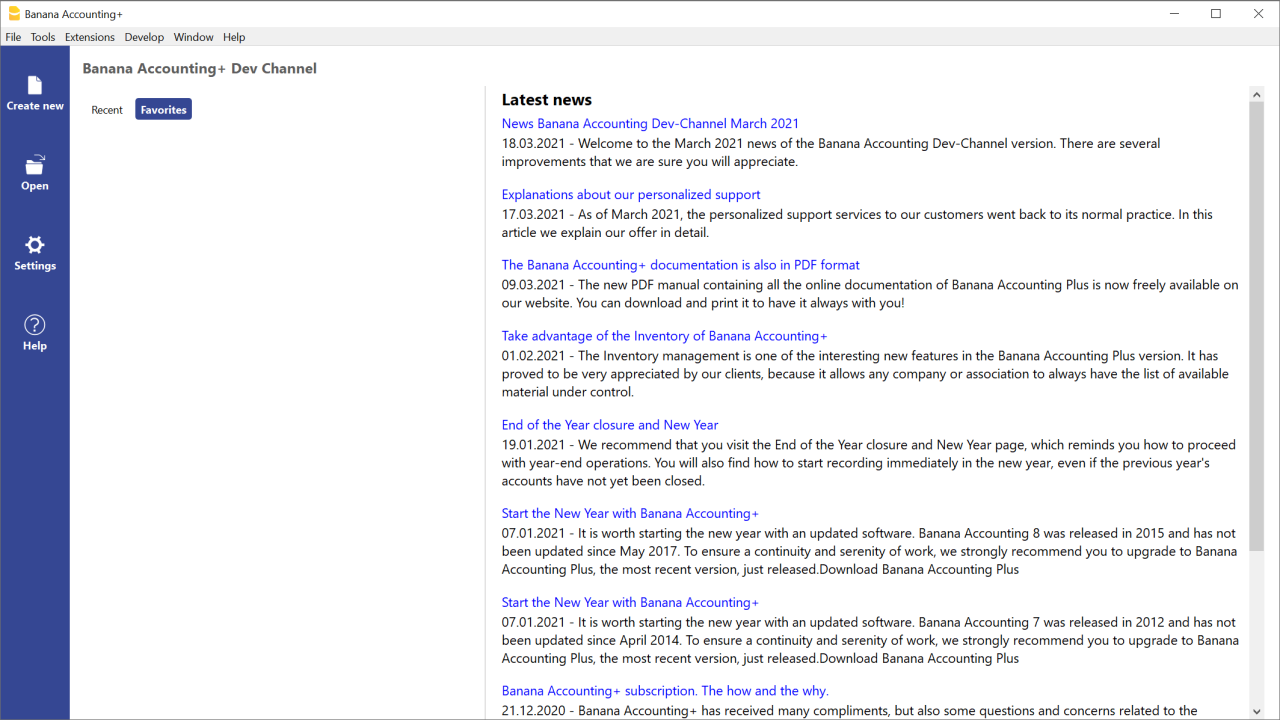 Banana Accounting+
File Tools Extensions Develop Window Help
Create new
Open
Settings
Help
Banana Accounting+ Dev Channel
Recent Favorites
Latest news
News Banana Accounting Dev-Channel March 2021
18.03.2021 - Welcome to the March 2021 news of the Banana Accounting Dev-Channel version. There are several
improvements that we are sure you will appreciate.
Explanations about our personalized support
17.03.2021 - As of March 2021, the personalized support services to our customers went back to its normal practice. In this
article we explain our offer in detail.
The Banana Accounting+ documentation is also in PDF format
09.03.2021 - The new PDF manual containing all the online documentation of Banana Accounting Plus is now freely available on
our website. You can download and print it to have it always with you!
Take advantage of the Inventory of Banana Accounting+
01.02.2021 - The Inventory management is one of the interesting new features in the Banana Accounting Plus version. It has
proved to be very appreciated by our clients, because it allows any company or association to always have the list of available
material under control.
End of the Year closure and New Year
19.01.2021 - We recommend that you visit the End of the Year closure and New Year page, which reminds you how to proceed
with year-end operations. You will also find how to start recording immediately in the new year, even if the previous year's
accounts have not yet been closed.
Start the New Year with Banana Accounting+
07.01.2021 - It is worth starting the new year with an updated software. Banana Accounting 8 was released in 2015 and has not
been updated since May 2017. To ensure a continuity and serenity of work, we strongly recommend you to upgrade to Banana
Accounting Plus, the most recent version, just released.Download Banana Accounting Plus
Start the New Year with Banana Accounting+
07.01.2021 - It is worth starting the new year with an updated software. Banana Accounting 7 was released in 2012 and has not
been updated since April 2014. To ensure a continuity and serenity of work, we strongly recommend you to upgrade to Banana
Accounting Plus, the most recent version, just released.Download Banana Accounting Plus
Banana Accounting+ subscription. The how and the why.
21.12.2020 - Banana Accounting+ has received many compliments, but also some questions and concerns related to the